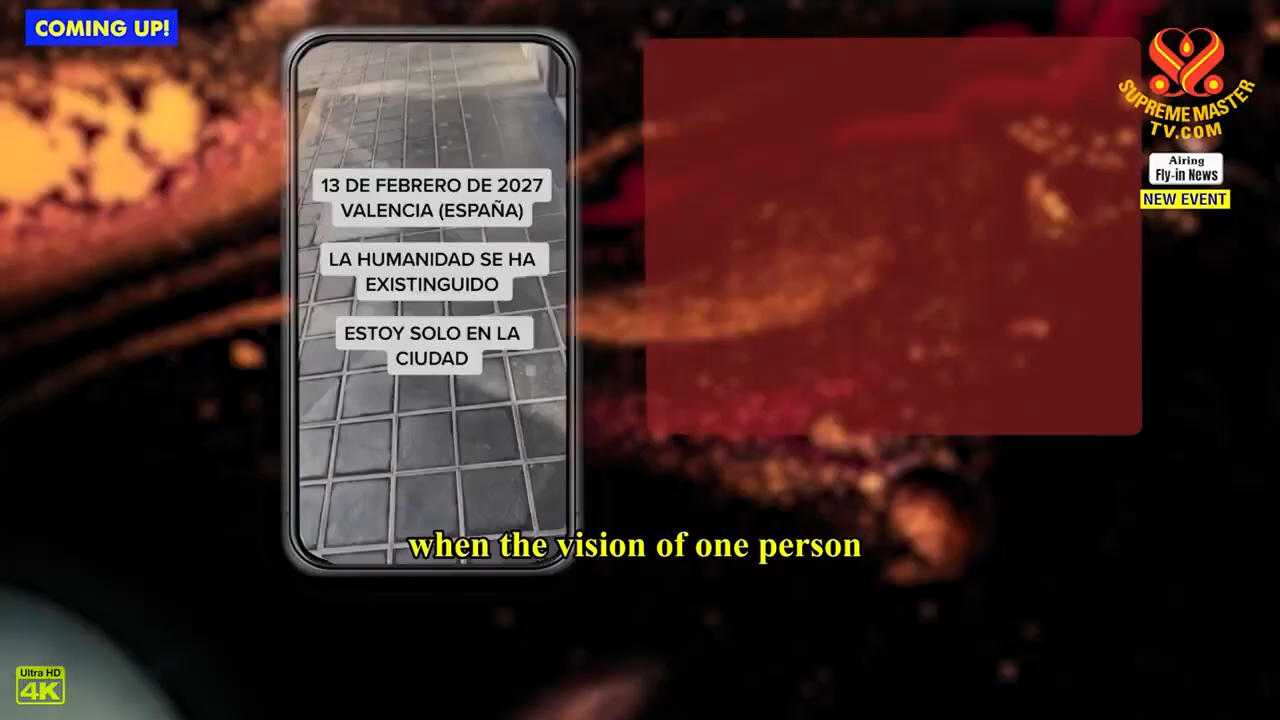 COMING UP!
13 DE FEBRERO DE 2027
VALENCIA (ESPAÑA)
LA HUMANIDAD SE HA
EXISTINGUIDO
ESTOY SOLO EN LA
CIUDAD
SUPREME MASTER
TV.COM
Airing
Fly-in News
NEW EVENT
when the vision of one person
Ultra HD
4K